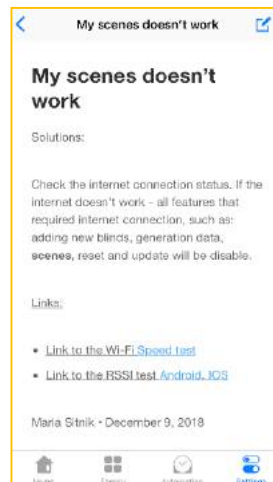 My scenes doesn't work
My scenes doesn't
work
Solutions:
Check the internet connection status. If the
internet doesn't work – all features that
required internet connection, such as:
adding new blinds, generation data,
scenes, reset and update will be disable.
Links:
• Link to the Wi-Fi Speed test
• Link to the RSSI test Android, IOS
Maria Sitnik • December 9, 2018
Settings